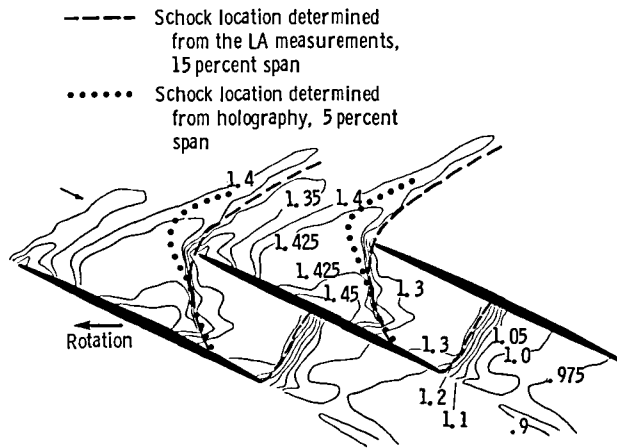 Schock location determined
from the LA measurements,
15 percent span
Schock location determined
from holography, 5 percent
span
1.4
1.35
1.4
1.425
1.425
1.45
1.3
Rotation
1.3
1.05
1.0
.975
1.2
1.1
.9